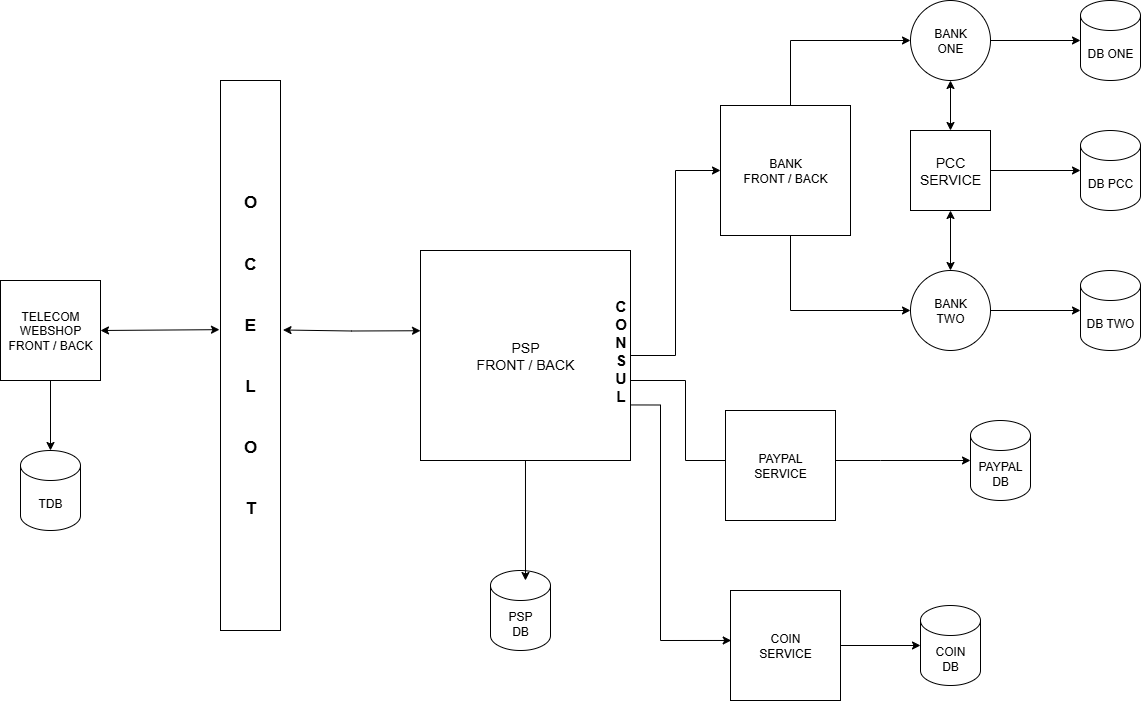 BANK
ONE
DB ONE
BANK
FRONT / BACK
PCC
SERVICE
DB PCC
BANK
TWO
DB TWO
O
C
E
L
O
T
TELECOM
WEBSHOP
FRONT / BACK
TDB
PSP
FRONT / BACK
C
O
N
S
U
L
PSP
DB
PAYPAL
SERVICE
PAYPAL
DB
COIN
SERVICE
COIN
DB